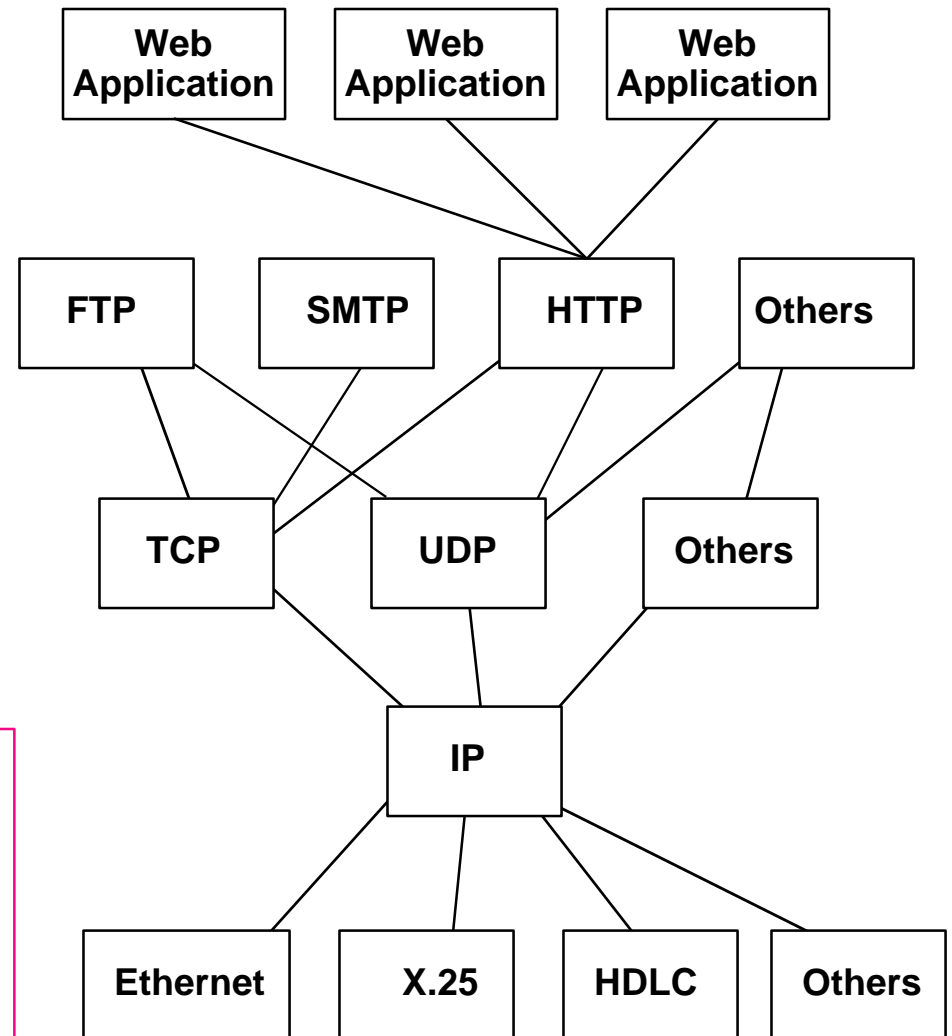 Web
Application
Web
Application
Web
Application
FTP
SMTP
HTTP
Others
TCP
UDP
Others
IP
Ethernet
X.25
HDLC
Others